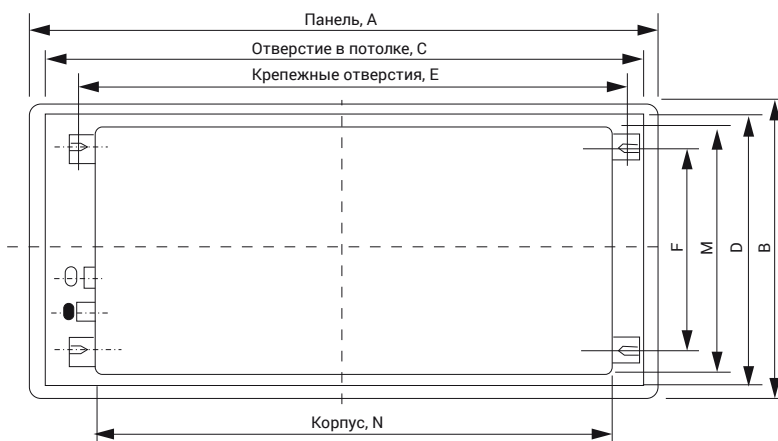 Панель, A
Отверстие в потолке, C
Крепежные отверстия, E
F
M
D
B
Корпус, N